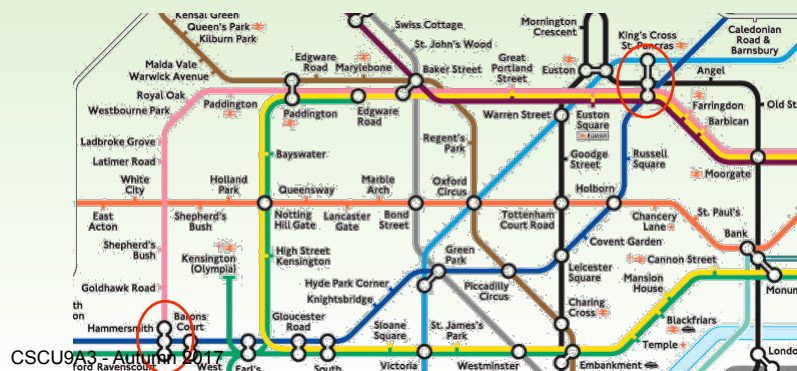 Kensal Green
Queen's Park
Kilburn Park
Maida Vale
Warwick Avenue
Royal Oak
Westbourne Park
Ladbroke Grove
Latimer Road
White
City
East
Acton
Shepherd's
Bush
Holland
Park
Shepherd's
Bush
Kensington
(Olympia)
Goldhawk Road
Hammersmith
Barons
Court
Ravenscourt
West
Earl's
Gloucester
Road
South
Paddington
Edgware
Road
Marylebone
Paddington
Edgware
Road
Bayswater
Queensway
Notting
Hill Gate
Lancaster
Gate
Marble
Arch
Bond
Street
High Street
Kensington
Hyde Park Corner
Knightsbridge
Sloane
Square
Victoria
St. James's
Park
Westminster
Swiss Cottage
St. John's Wood
Baker Street
Great
Portland
Street
Regent's
Park
Oxford
Circus
Green
Park
Piccadilly
Circus
Mornington
Crescent
Euston
Warren Street
Euston
Square
Euston
Goodge
Street
Tottenham
Court Road
Leicester
Square
Charing
Cross
Embankment
King's Cross
St. Pancras
Russell
Square
Holborn
Covent Garden
Chancery
Lane
St. Paul's
Cannon Street
Mansion
House
Blackfriars
Temple
Caledonian
Road &
Barnsbury
Angel
Farringdon
Barbican
Old St
Moorgate
Bank
Monum
Londo
CSCU9A3 - Autumn 2017